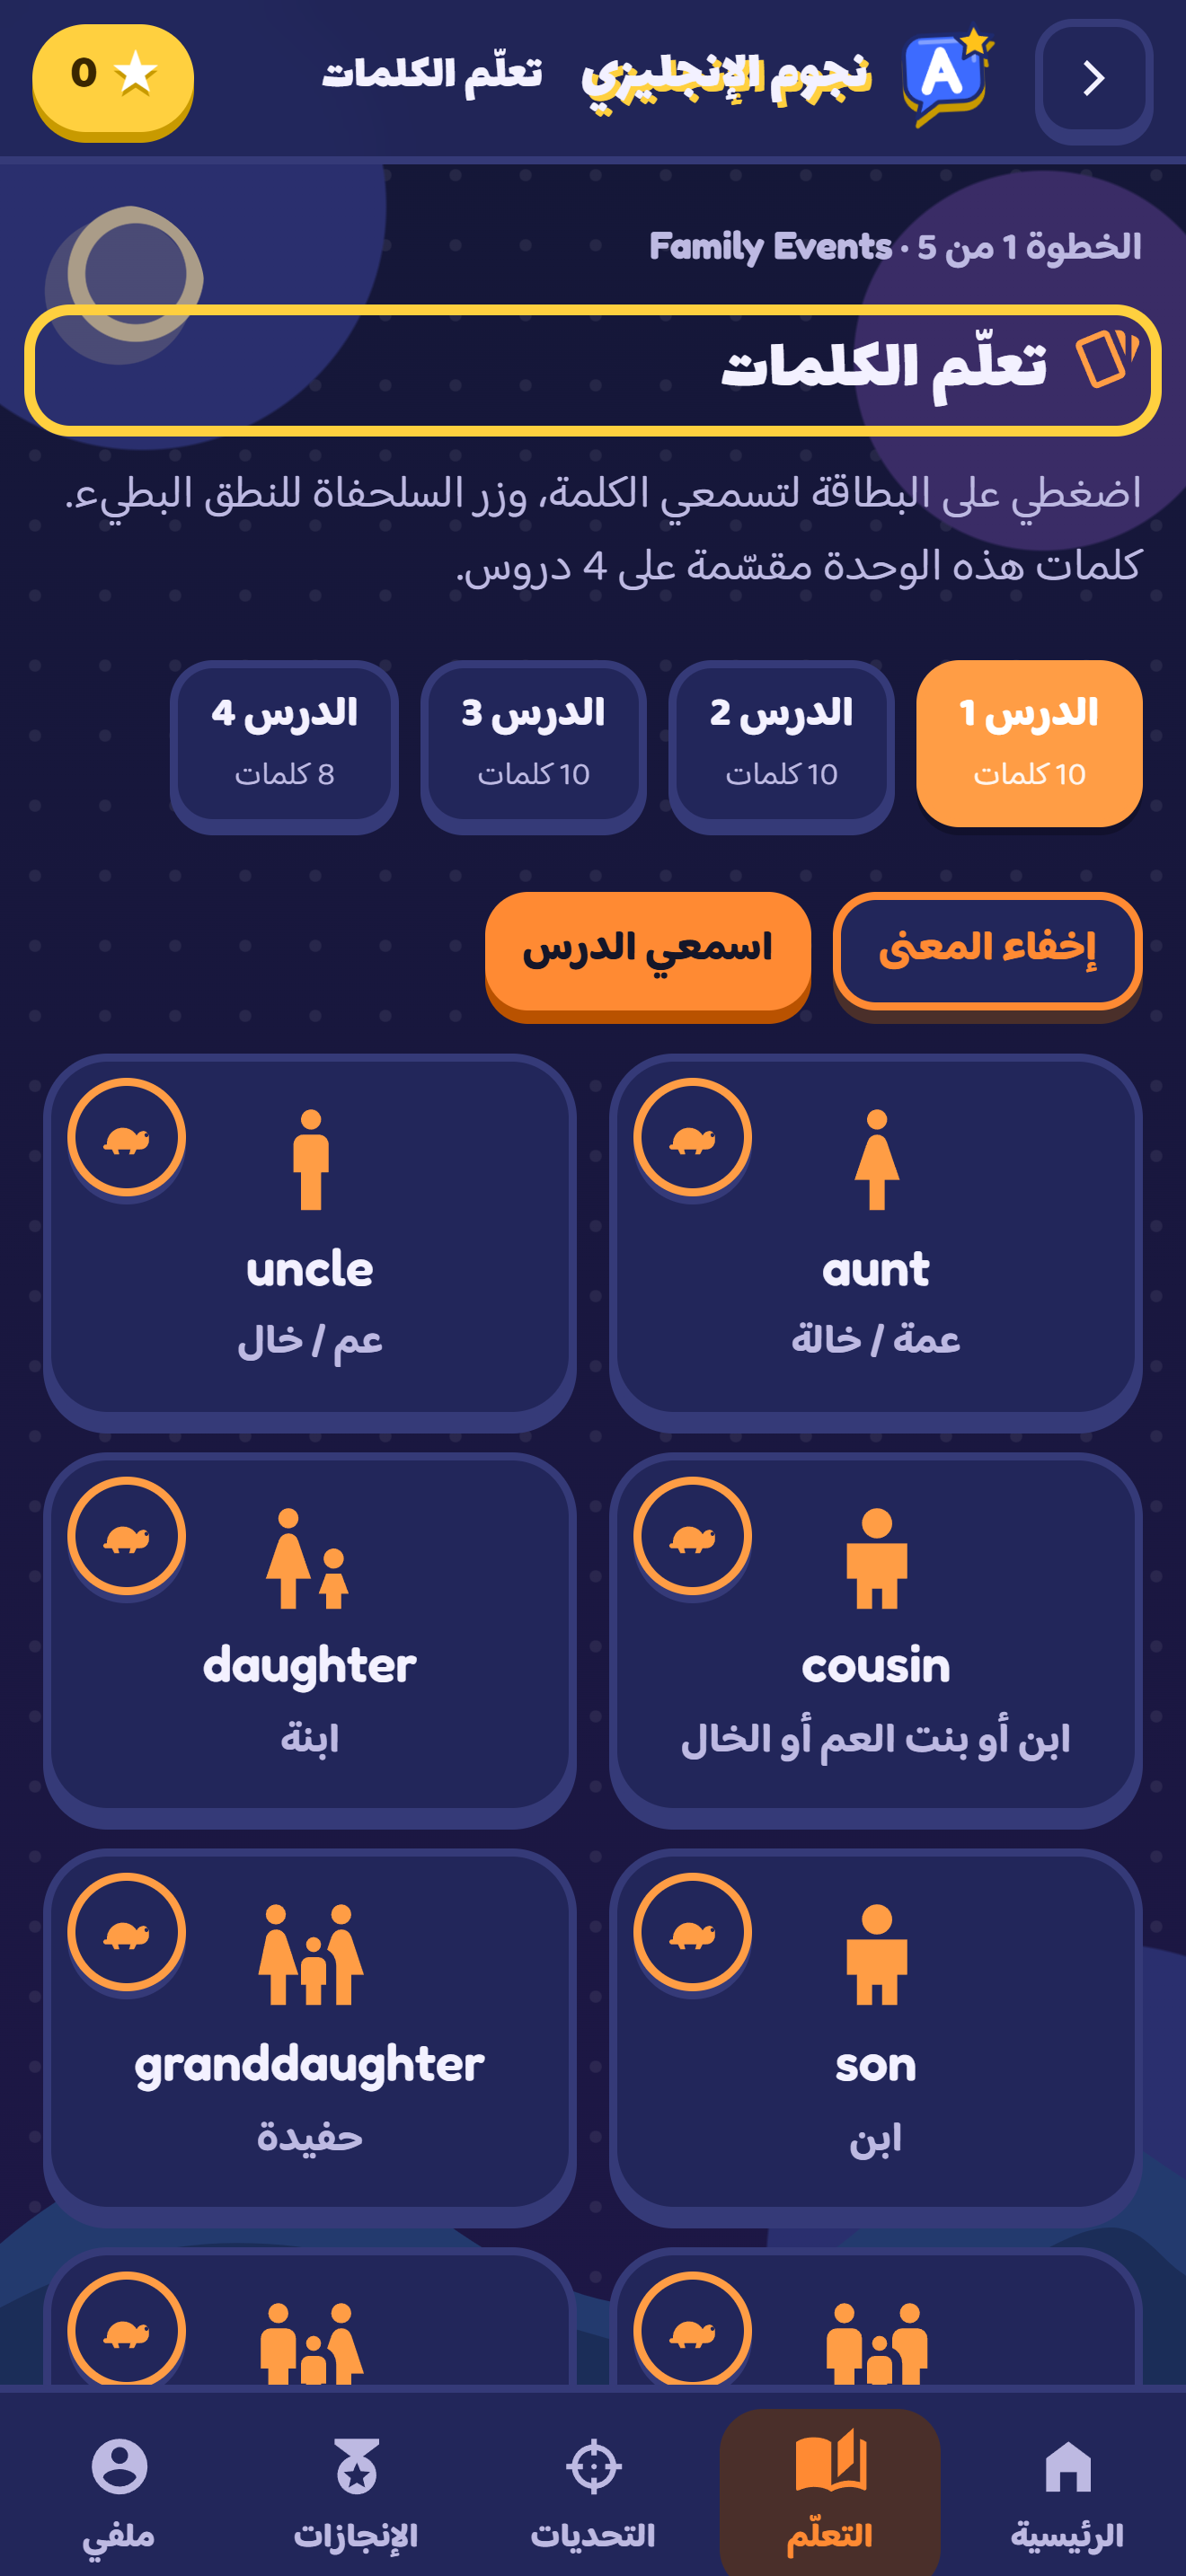 نجوم الإنجليزي
تعلّم الكلمات
0
A
الخطوة 1 من 5 · Family Events
تعلّم الكلمات
اضغطي على البطاقة لتسمعي الكلمة، وزر السلحفاة للنطق البطيء.
كلمات هذه الوحدة مقسّمة على 4 دروس.
الدرس 1
10 كلمات
الدرس 2
10 كلمات
الدرس 3
10 كلمات
الدرس 4
8 كلمات
إخفاء المعنى
اسمعي الدرس
aunt
عمة / خالة
uncle
عم / خال
cousin
ابن أو بنت العم أو الخال
daughter
ابنة
son
ابن
granddaughter
حفيدة
الرئيسية
التعلّم
التحديات
الإنجازات
ملفي